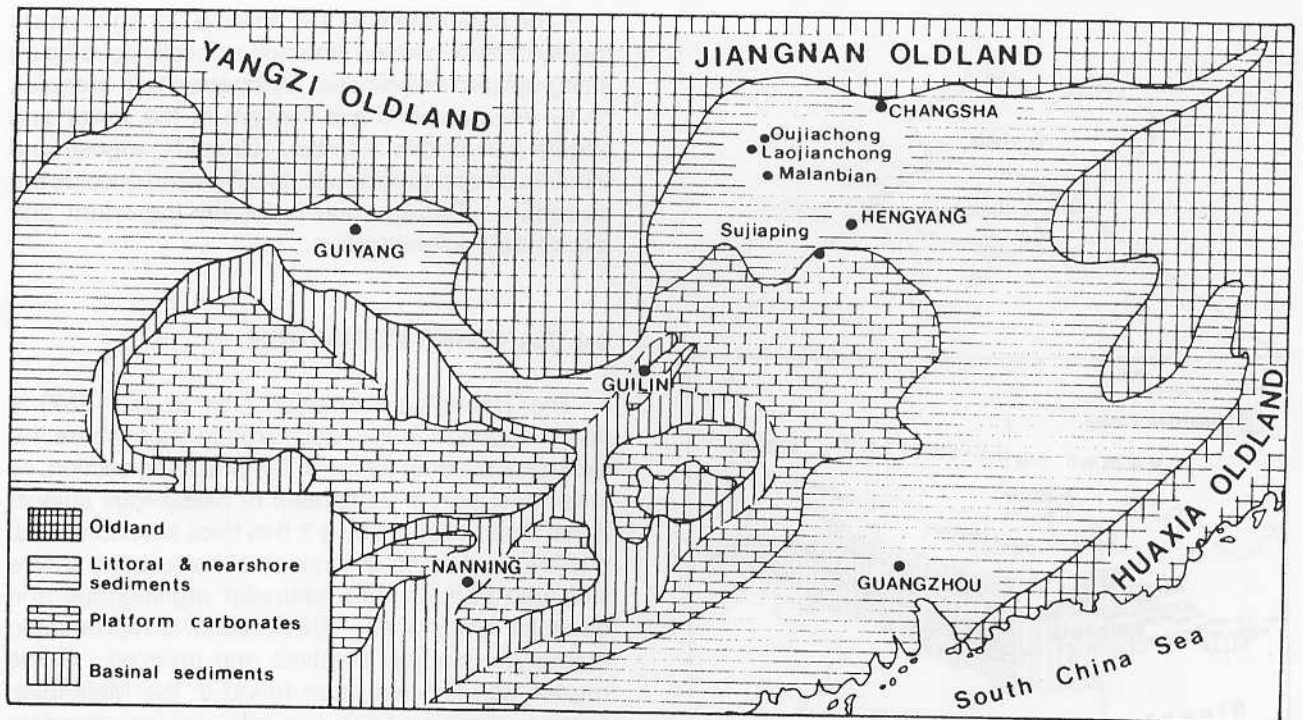 YANGZI OLDLAND
JIANGNAN OLDLAND
CHANGSHA
Oujiachong
Laojianchong
Malanbian
HENGYANG
Sujiaping
GUIYANG
GUILIN
NANNING
GUANGZHOU
HUAXIA OLDLAND
South China Sea
Oldland
Littoral & nearshore
sediments
Platform carbonates
Basinal sediments